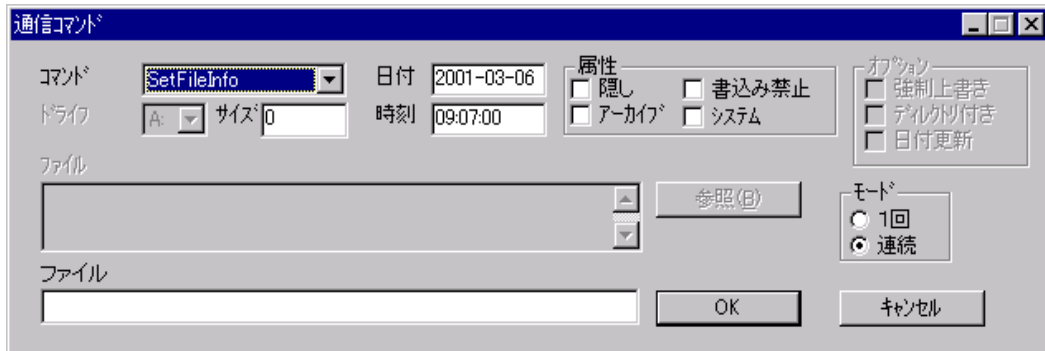 通信ｺﾏﾝﾄﾞ
ｺﾏﾝﾄﾞ SetFileInfo 日付 2001-03-06 属性 ｵﾌﾟｼｮﾝ
隠し 書込み禁止 強制上書き
ﾄﾞﾗｲﾌﾞ A: ｻｲｽﾞ 0 時刻 09:07:00 ｱｰｶｲﾌﾞ ｼｽﾃﾑ ﾃﾞｨﾚｸﾄﾘ付き
日付更新
ﾌｧｲﾙ
参照(B) ﾓｰﾄﾞ
1回
連続
ファイル
OK ｷｬﾝｾﾙ